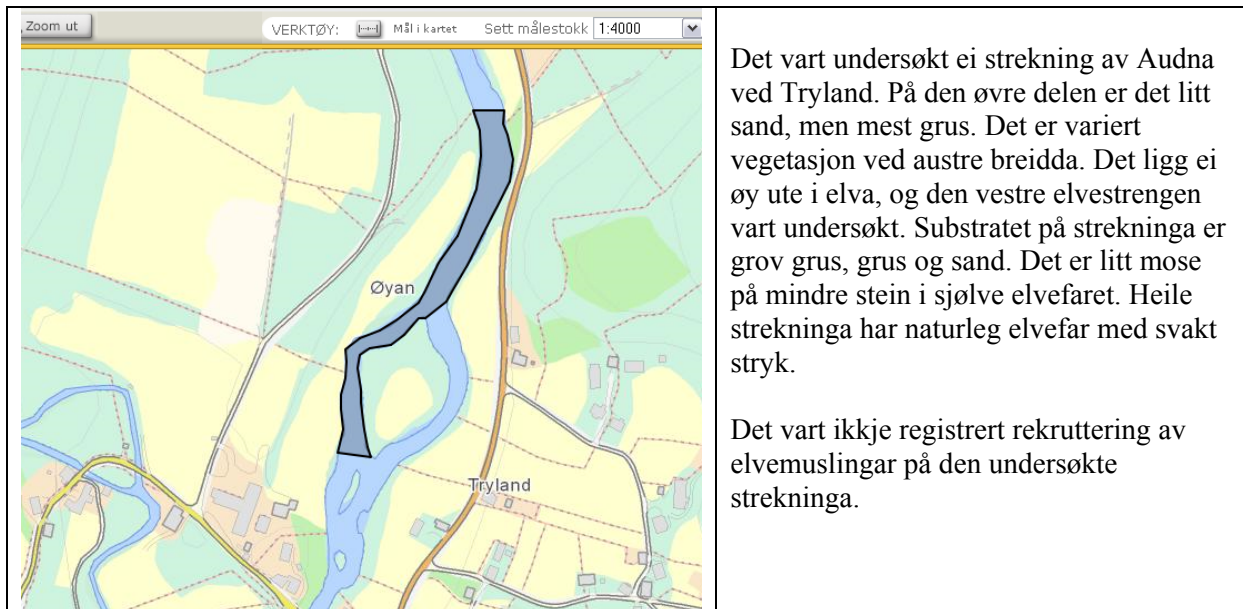 Zoom ut
VERKTØY: Mål i kartet Sett målestokk 1:4000
Øyan
Tryland
Det vart undersøkt ei strekning av Audna
ved Tryland. På den øvre delen er det litt
sand, men mest grus. Det er variert
vegetasjon ved austre breidda. Det ligg ei
øy ute i elva, og den vestre elvestrengen
vart undersøkt. Substratet på strekninga er
grov grus, grus og sand. Det er litt mose
på mindre stein i sjølve elvefaret. Heile
strekninga har naturleg elvefar med svakt
stryk.
Det vart ikkje registrert rekruttering av
elvemuslingar på den undersøkte
strekninga.